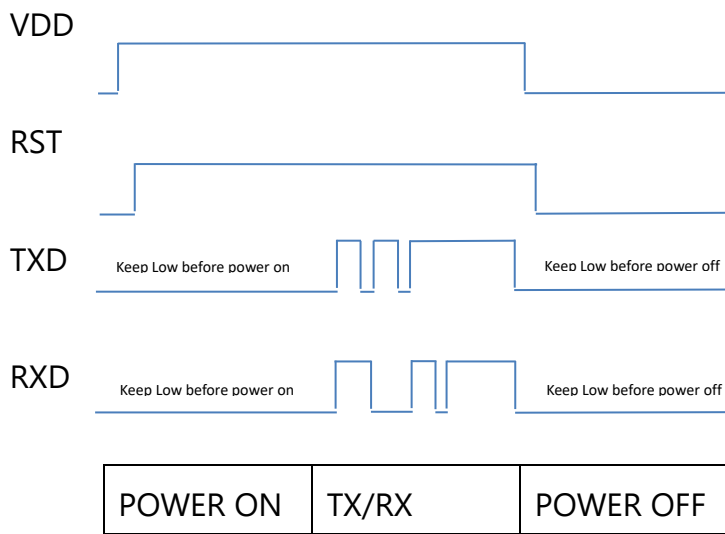 VDD
RST
TXD
Keep Low before power on
Keep Low before power off
RXD
Keep Low before power on
Keep Low before power off
POWER ON
TX/RX
POWER OFF